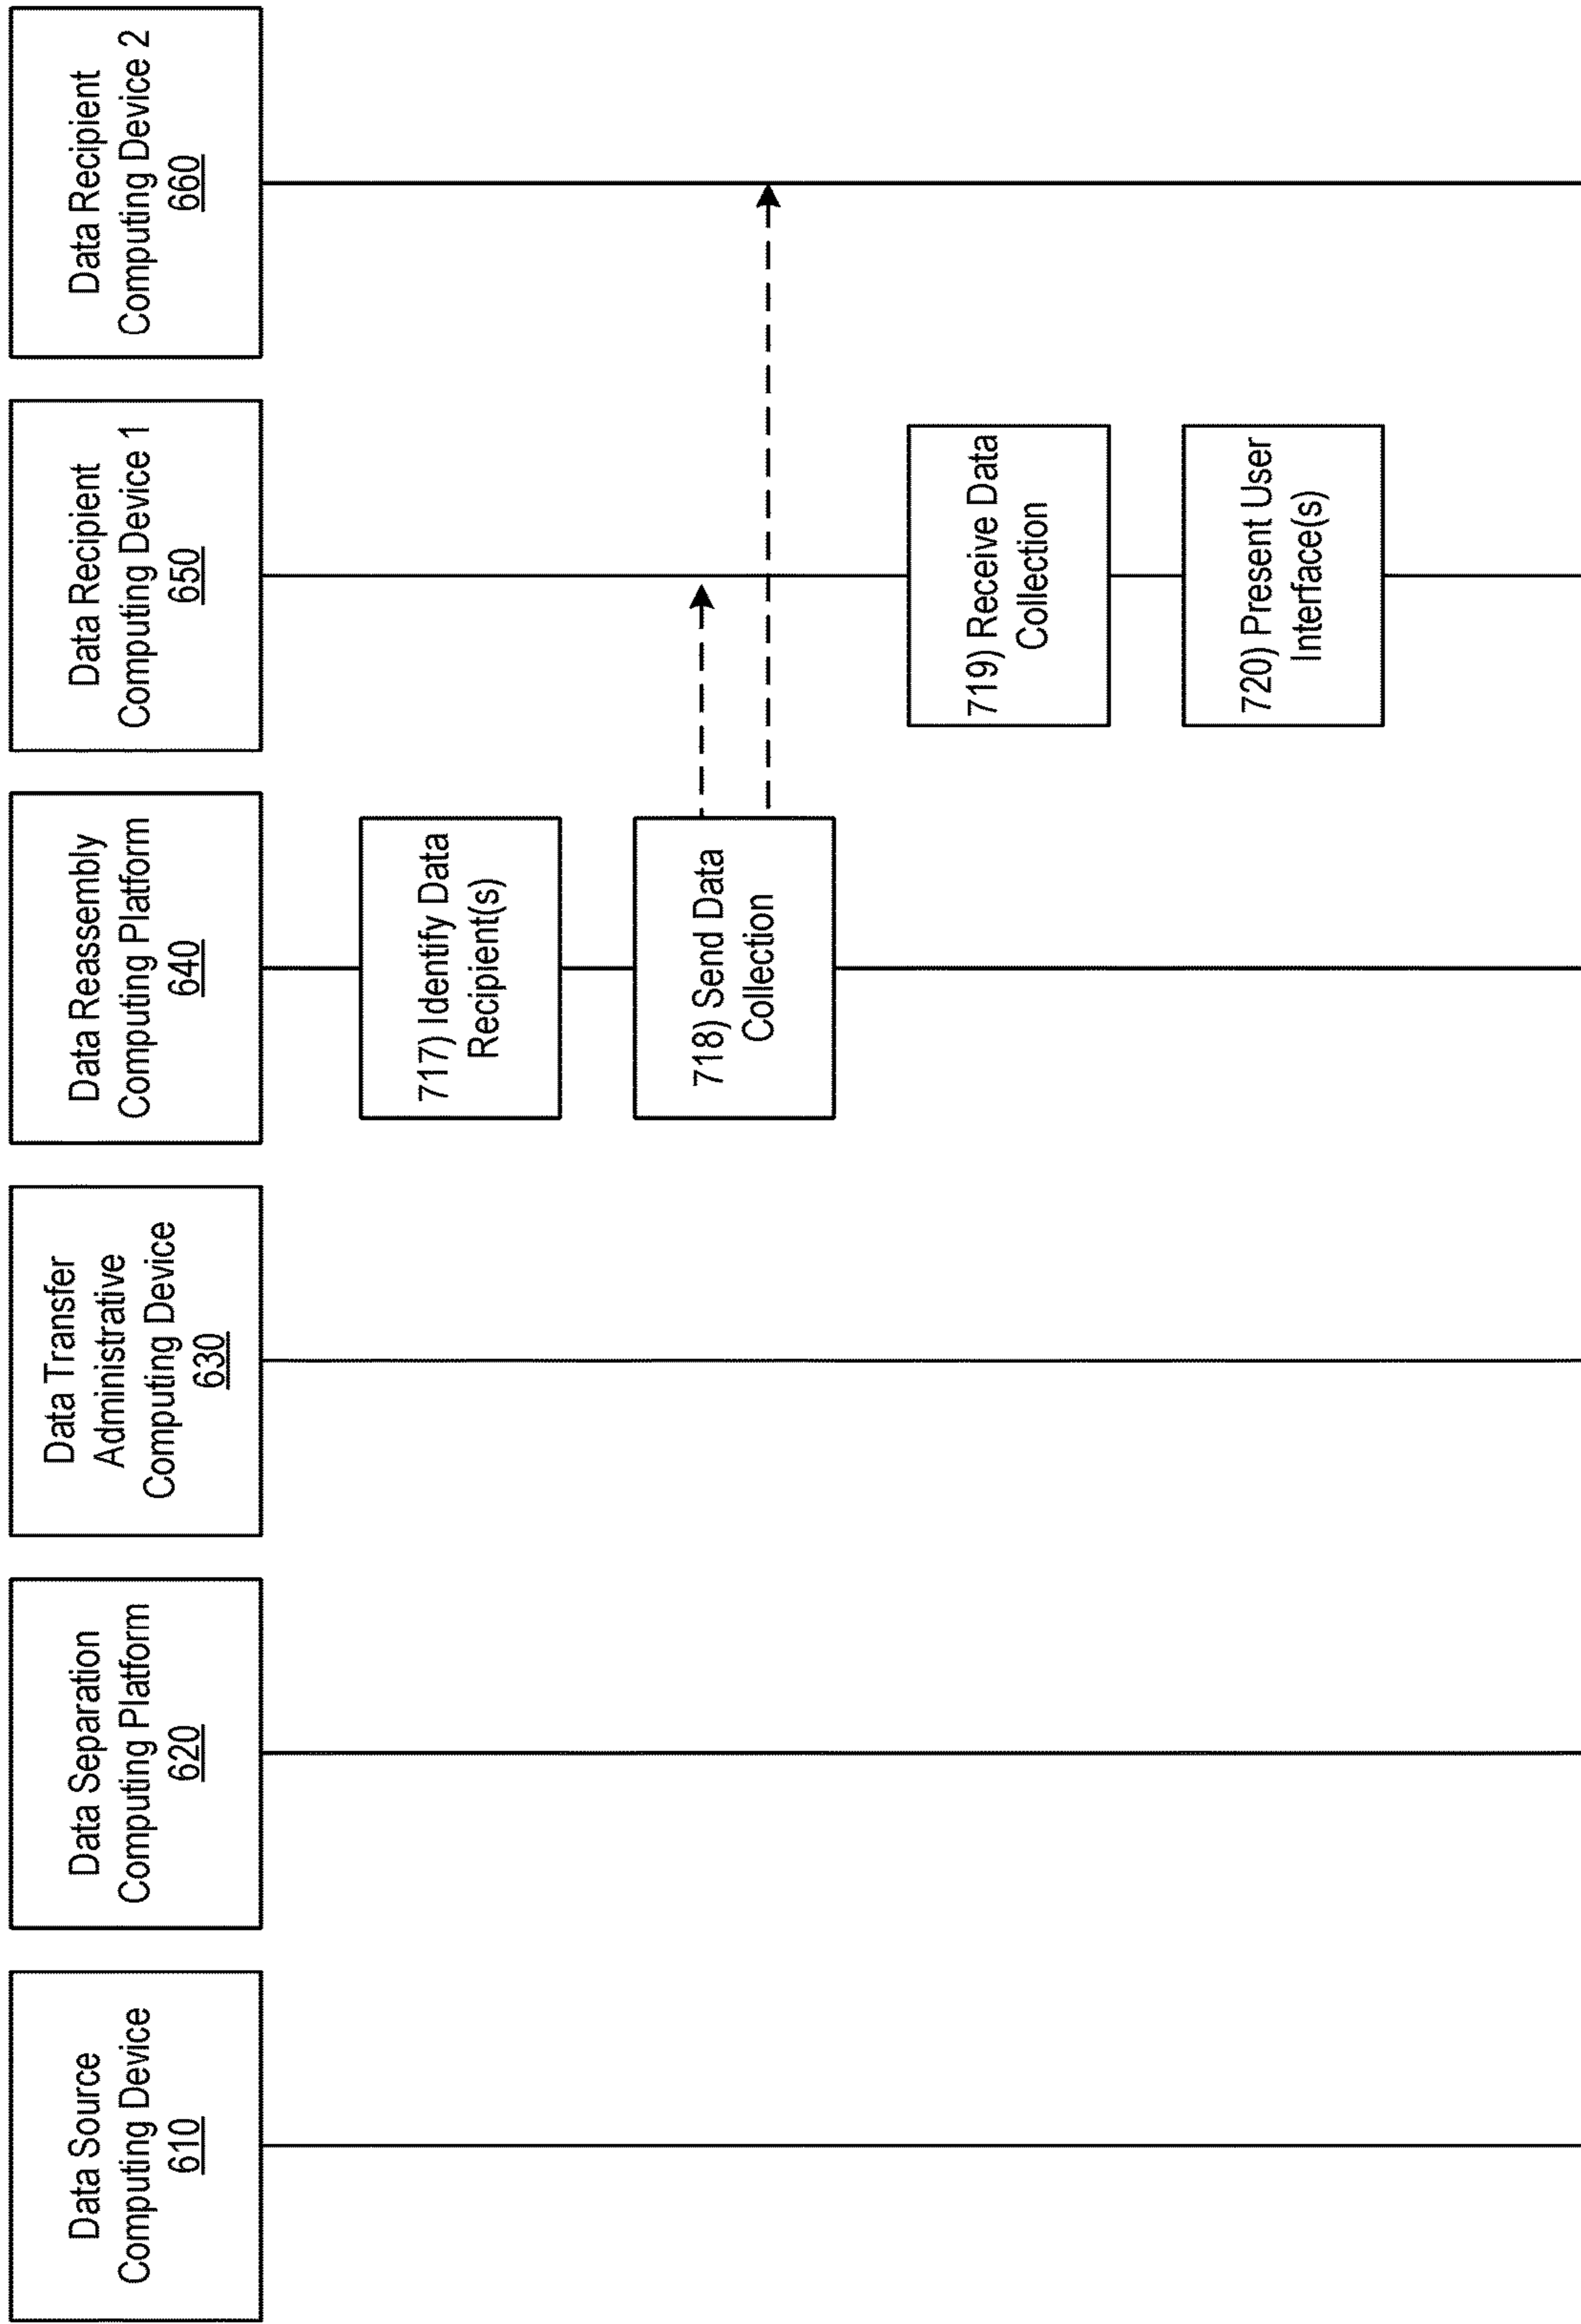 Data Source
Computing Device
610
Data Separation
Computing Platform
620
Data Transfer
Administrative
Computing Device
630
Data Reassembly
Computing Platform
640
Data Recipient
Computing Device 1
650
Data Recipient
Computing Device 2
660
717) Identify Data
Recipient(s)
718) Send Data
Collection
719) Receive Data
Collection
720) Present User
Interface(s)